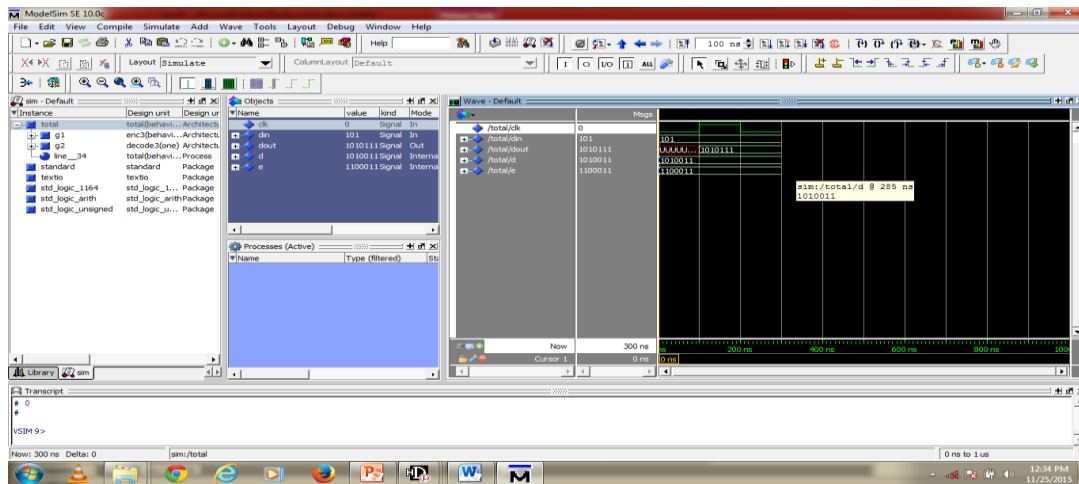 ModelSim SE 10.0c
File Edit View Compile Simulate Add Wave Tools Layout Debug Window Help
Help
100 ns
Layout Simulate
ColumnLayout Default
I O I/O ALL
sim - Default
Instance Design unit Design ur
total total(behavi... Architectu
g1 enc3(behavi... Architectu
g2 decode3(one) Architectu
line__34 total(behavi... Process
standard standard Package
textio textio Package
std_logic_1164 std_logic_1... Package
std_logic_arith std_logic_arith Package
std_logic_unsigned std_logic_u... Package
Library sim
Objects
Name value Kind Mode
clk 0 Signal In
din 101 Signal In
dout 1010111 Signal Out
d 1010011 Signal Interna
e 1100011 Signal Interna
Processes (Active)
Name Type (filtered) Sta
Wave - Default
Msgs
/total/clk 0
/total/din 101 101
/total/dout 1010111 UUUUU... 1010111
/total/d 1010011 1010011
/total/e 1100011 1100011
sim:/total/d @ 285 ns
1010011
Now 300 ns ns 200 ns 400 ns 600 ns 800 ns 100
Cursor 1 0 ns 0 ns
Transcript
# 0
#
VSIM 9>
Now: 300 ns Delta: 0 sim:/total 0 ns to 1 us
12:34 PM
11/25/2015